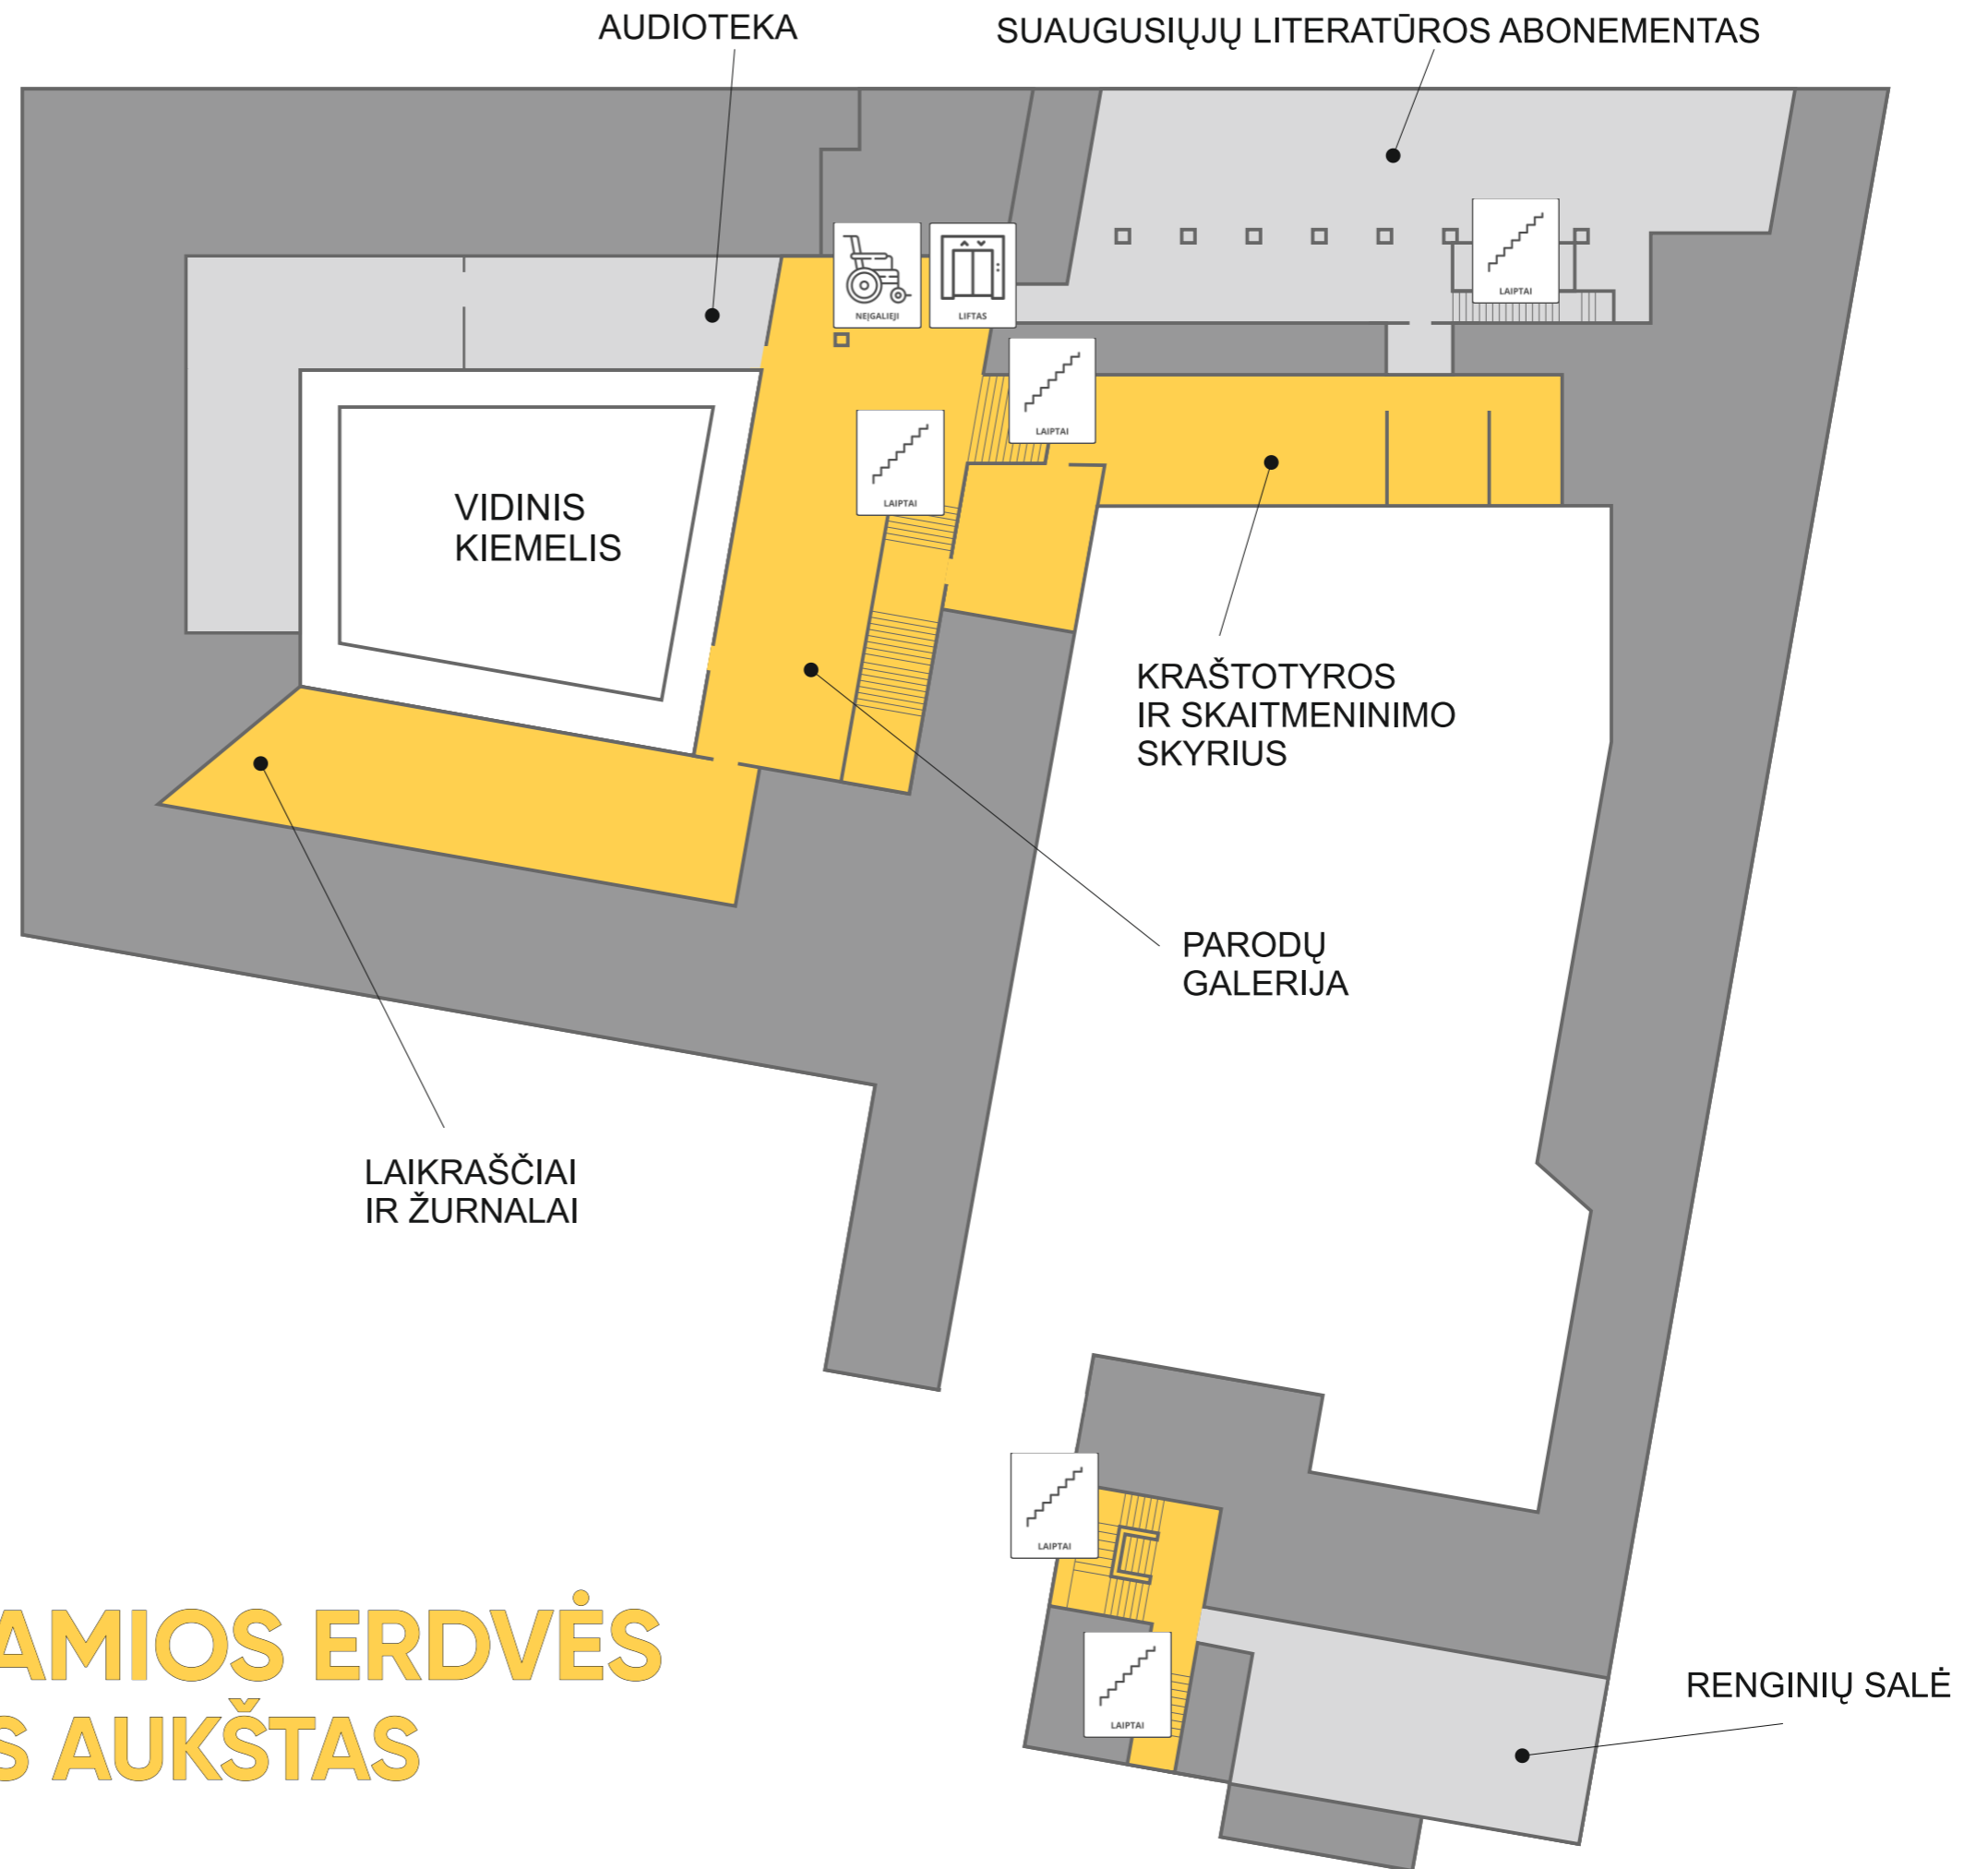 AUDIOTEKA
SUAUGUSIŲJŲ LITERATŪROS ABONEMENTAS
NEĮGALIEJI
LIFTAS
LAIPTAI
LAIPTAI
LAIPTAI
VIDINIS
KIEMELIS
KRAŠTOTYROS
IR SKAITMENINIMO
SKYRIUS
PARODŲ
GALERIJA
LAIKRAŠČIAI
IR ŽURNALAI
LAIPTAI
LAIPTAI
RENGINIŲ SALĖ
AMIOS ERDVĖS
S AUKŠTAS